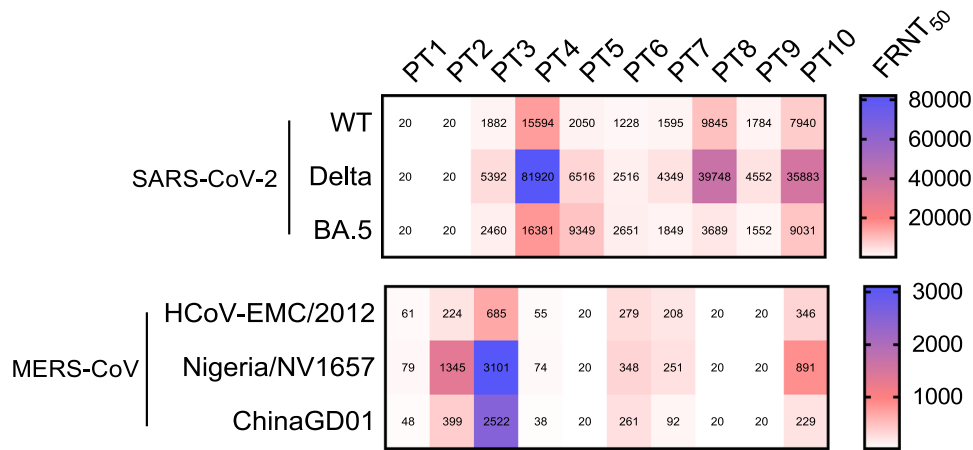 PT1 PT2 PT3 PT4 PT5 PT6 PT7 PT8 PT9 PT10 FRNT50
SARS-CoV-2
WT 20 20 1882 15594 2050 1228 1595 9845 1784 7940
Delta 20 20 5392 81920 6516 2516 4349 39748 4552 35883
BA.5 20 20 2460 16381 9349 2651 1849 3689 1552 9031
80000
60000
40000
20000
MERS-CoV
HCoV-EMC/2012 61 224 685 55 20 279 208 20 20 346
Nigeria/NV1657 79 1345 3101 74 20 348 251 20 20 891
ChinaGD01 48 399 2522 38 20 261 92 20 20 229
3000
2000
1000